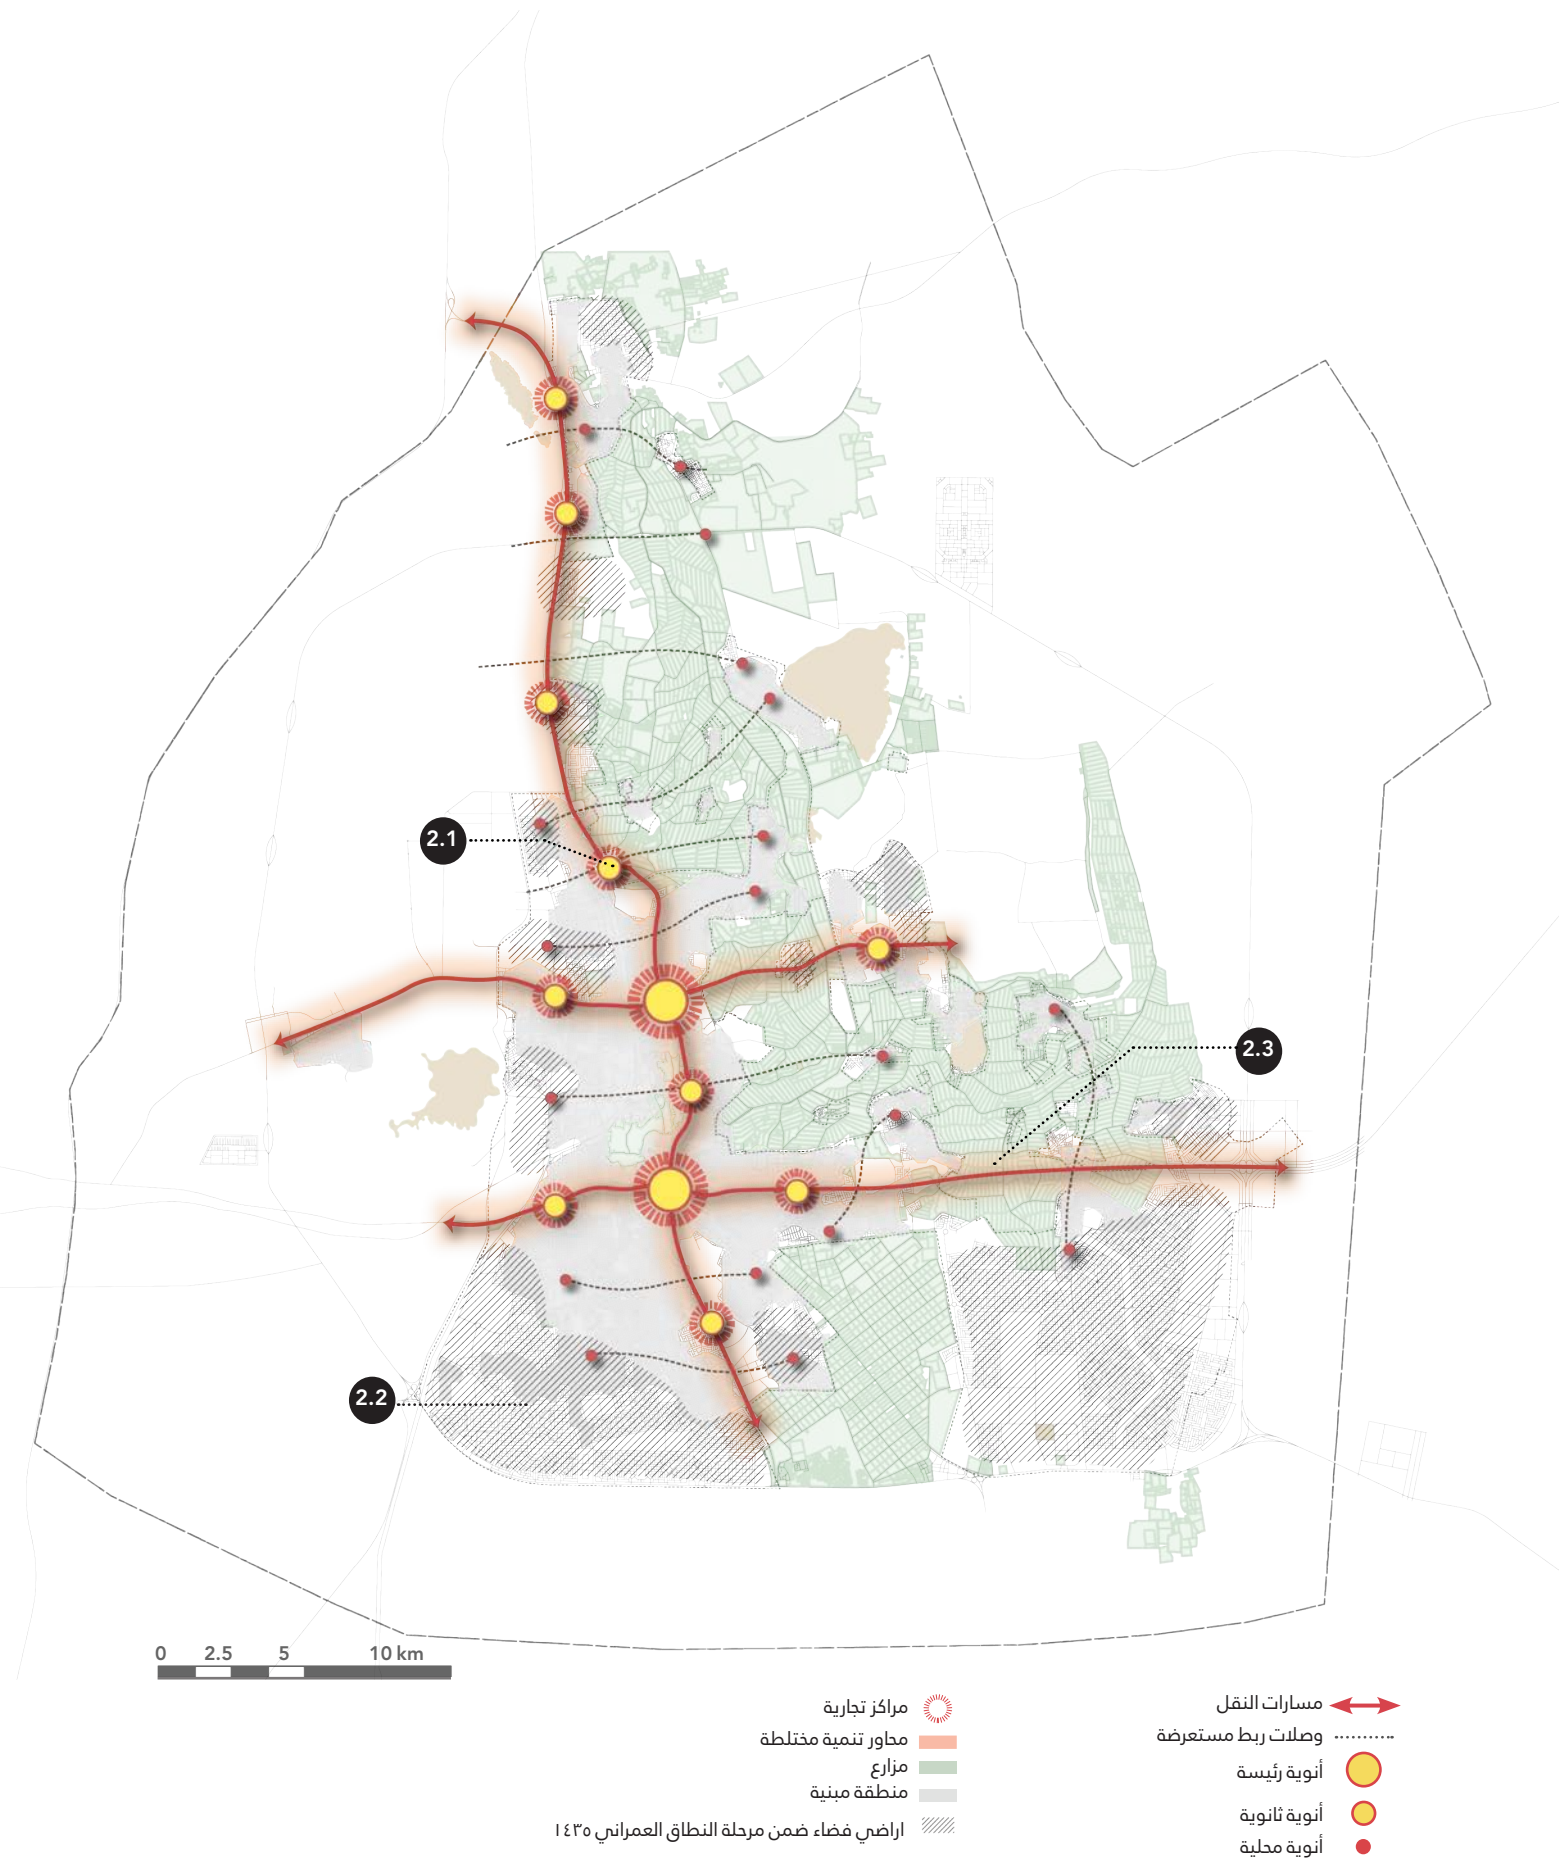 2.1
2.3
2.2
0 2.5 5 10 km
مسارات النقل
وصلات ربط مستعرضة
أنوية رئيسة
أنوية ثانوية
أنوية محلية
مراكز تجارية
محاور تنمية مختلطة
مزارع
منطقة مبنية
اراضي فضاء ضمن مرحلة النطاق العمراني ١٤٣٥